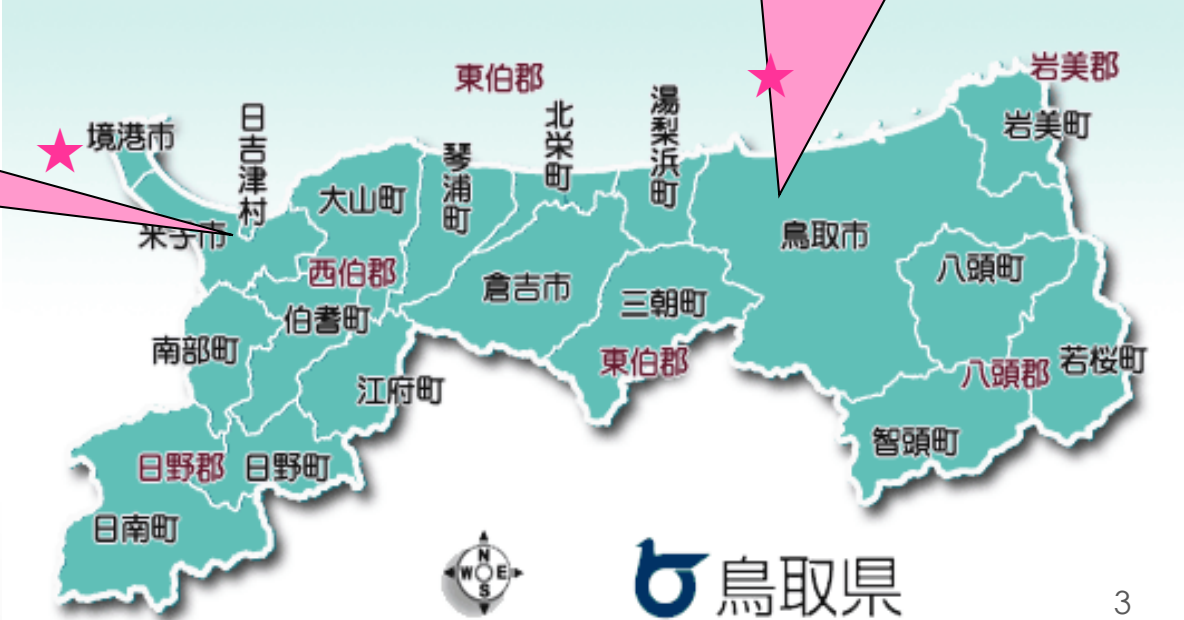 東伯郡
岩美郡
境港市
日吉津村
琴浦町
北栄町
湯梨浜町
岩美町
大山町
米子市
鳥取市
西伯郡
倉吉市
三朝町
八頭町
伯耆町
南部町
東伯郡
八頭郡
若桜町
江府町
智頭町
日野郡
日野町
日南町
N
W
E
S
鳥取県
3